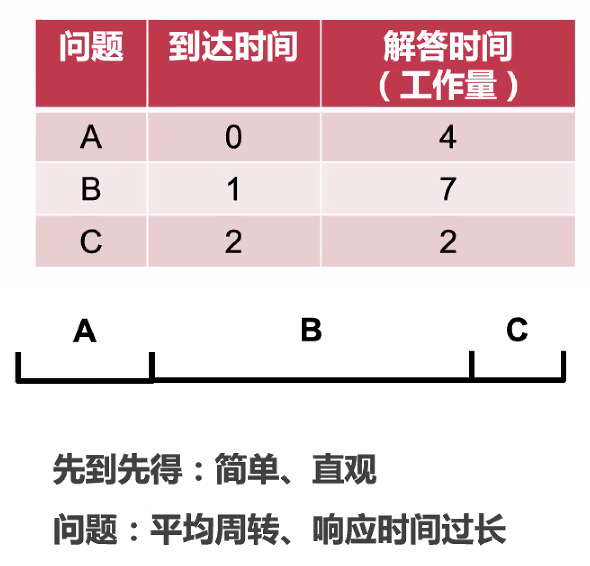 问题 到达时间 解答时间
（工作量）
A 0 4
B 1 7
C 2 2
A B C
先到先得：简单、直观
问题：平均周转、响应时间过长